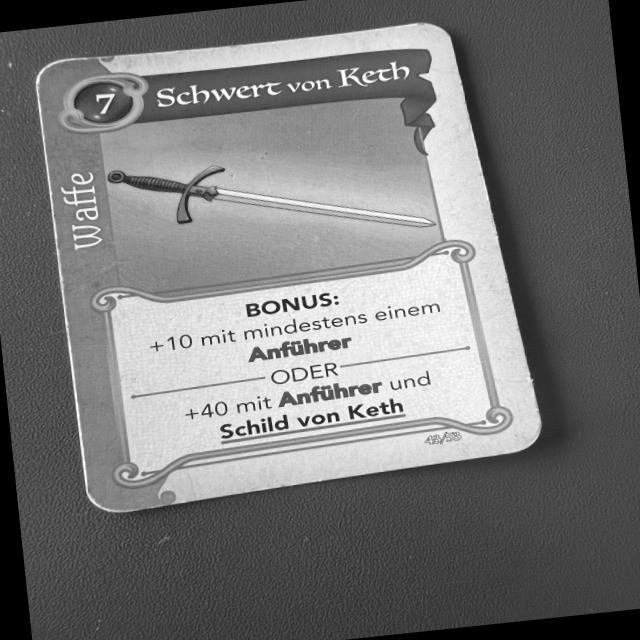 7 Schwert von Keth
Waffe
BONUS:
+10 mit mindestens einem
Anführer
ODER
+40 mit Anführer und
Schild von Keth